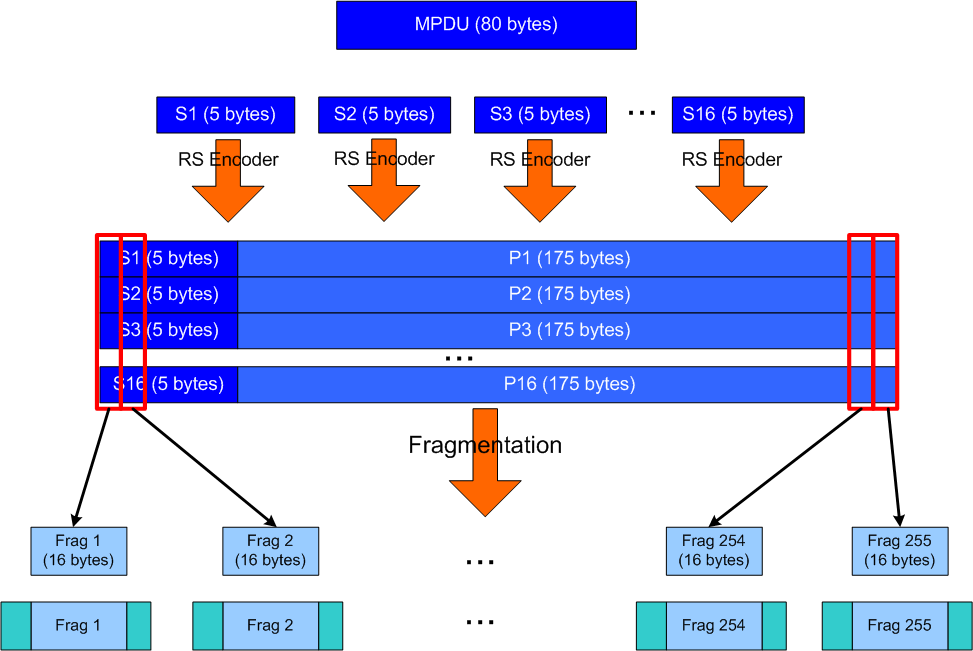 MPDU (80 bytes)
S1 (5 bytes) S2 (5 bytes) S3 (5 bytes) ... S16 (5 bytes)
RS Encoder RS Encoder RS Encoder RS Encoder
S1 (5 bytes) P1 (175 bytes)
S2 (5 bytes) P2 (175 bytes)
S3 (5 bytes) P3 (175 bytes)
...
S16 (5 bytes) P16 (175 bytes)
Fragmentation
Frag 1 Frag 2 Frag 254 Frag 255
(16 bytes) (16 bytes) ... (16 bytes) (16 bytes)
Frag 1 Frag 2 ... Frag 254 Frag 255